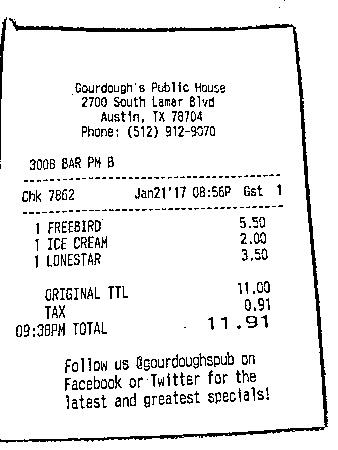 Gourdough's Public House
2700 South Lamar Blvd
Austin, TX 78704
Phone: (512) 912-9070
3008 BAR PM B
Chk 7862 Jan21'17 08:56P Gst 1
1 FREEBIRD 5.50
1 ICE CREAM 2.00
1 LONESTAR 3.50
ORIGINAL TTL 11.00
TAX 0.91
09:38PM TOTAL 11.91
Follow us @gourdoughspub on
Facebook or Twitter for the
latest and greatest specials!